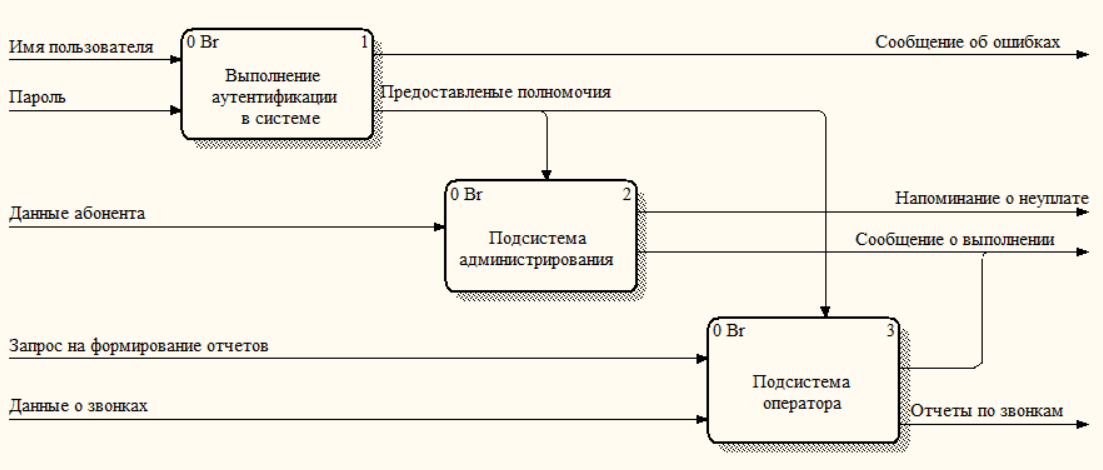 Имя пользователя
Пароль
0 Br 1
Выполнение
аутентификации
в системе
Сообщение об ошибках
Предоставленые полномочия
Данные абонента
0 Br 2
Подсистема
администрирования
Напоминание о неуплате
Сообщение о выполнении
Запрос на формирование отчетов
Данные о звонках
0 Br 3
Подсистема
оператора
Отчеты по звонкам